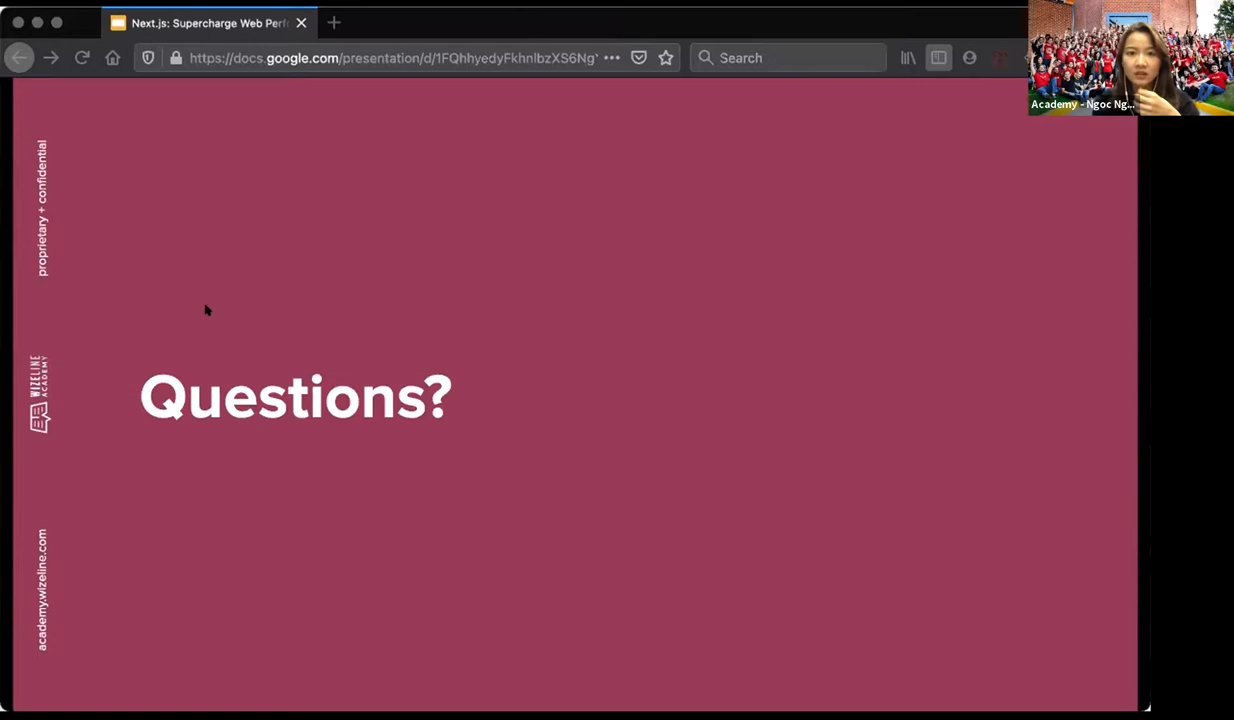 Next.js: Supercharge Web Perf
https://docs.google.com/presentation/d/1FQhhyedyFkhnlbzXS6Ng
Search
Academy - Ngoc Ng...
proprietary + confidential
WIZELINE
ACADEMY
academy.wizeline.com
Questions?